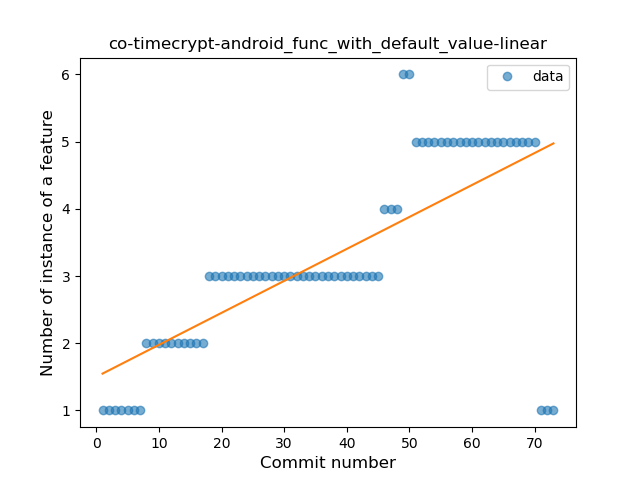 co-timecrypt-android_func_with_default_value-linear
data
6
5
4
3
2
1
Number of instance of a feature
0 10 20 30 40 50 60 70
Commit number